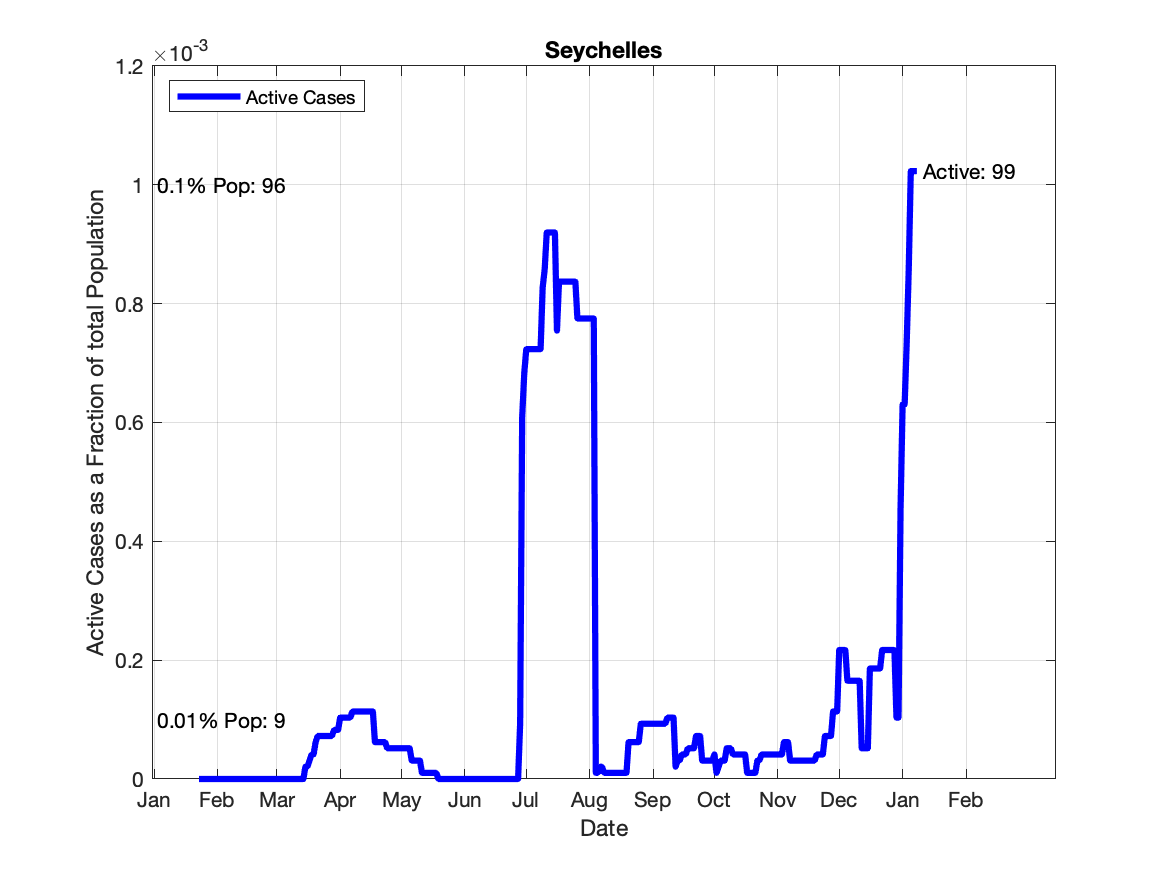 Seychelles
×10-3
Active Cases
Active: 99
0.1% Pop: 96
0.01% Pop: 9
1.2
1
0.8
0.6
0.4
0.2
0
Active Cases as a Fraction of total Population
Jan Feb Mar Apr May Jun Jul Aug Sep Oct Nov Dec Jan Feb
Date